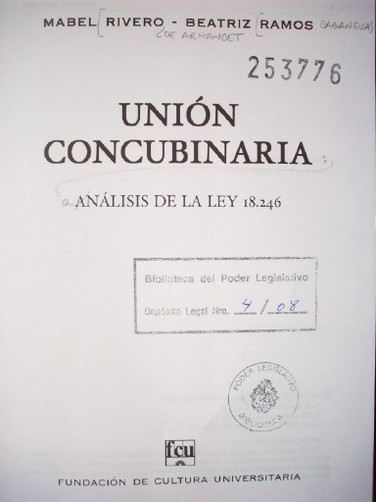 MABEL [RIVERO - BEATRIZ [RAMOS CABANELLAS
[DE ARHANCET
253776
UNIÓN
CONCUBINARIA
ANÁLISIS DE LA LEY 18.246
Biblioteca del Poder Legislativo
Depósito Legal Nro. 4 / 08
PODER LEGISLATIVO
BIBLIOTECA
fcu
FUNDACIÓN DE CULTURA UNIVERSITARIA